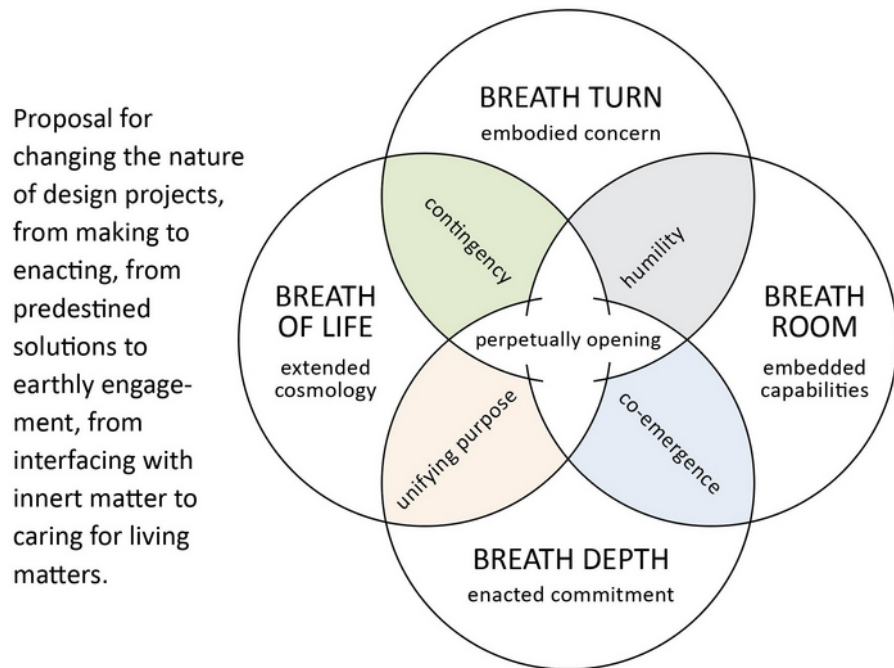 Proposal for
changing the nature
of design projects,
from making to
enacting, from
predestined
solutions to
earthly engage-
ment, from
interfacing with
innert matter to
caring for living
matters.
BREATH TURN
embodied concern
contingency
humility
BREATH
OF LIFE
extended
cosmology
perpetually opening
BREATH
ROOM
embedded
capabilities
unifying purpose
co-emergence
BREATH DEPTH
enacted commitment